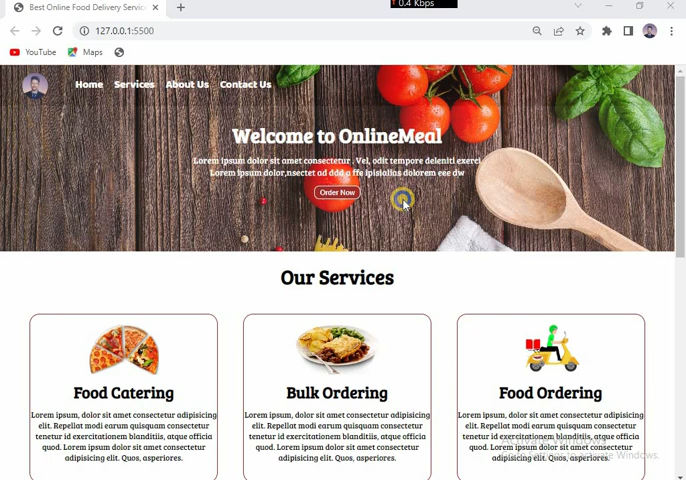 0.4 Kbps
Best Online Food Delivery Servic
127.0.0.1:5500
YouTube Maps
Home Services About Us Contact Us
Welcome to OnlineMeal
Lorem ipsum dolor sit amet consectetur . Vel, odit tempore deleniti exerci
Lorem ipsum dolor,nsectet ad ddd a ffe ipisialias dolorem eee dw
Order Now
Our Services
Food Catering
Lorem ipsum, dolor sit amet consectetur adipisicing
elit. Repellat modi earum quisquam consectetur
tenetur id exercitationem blanditiis, atque officia
quod. Lorem ipsum dolor sit amet consectetur
adipisicing elit. Quos, asperiores.
Bulk Ordering
Lorem ipsum, dolor sit amet consectetur adipisicing
elit. Repellat modi earum quisquam consectetur
tenetur id exercitationem blanditiis, atque officia
quod. Lorem ipsum dolor sit amet consectetur
adipisicing elit. Quos, asperiores.
Food Ordering
Lorem ipsum, dolor sit amet consectetur adipisicing
elit. Repellat modi earum quisquam consectetur
tenetur id exercitationem blanditiis, atque officia
quod. Lorem ipsum dolor sit amet consectetur
adipisicing elit. Quos, asperiores.
Activate Windows
Activate Windows.